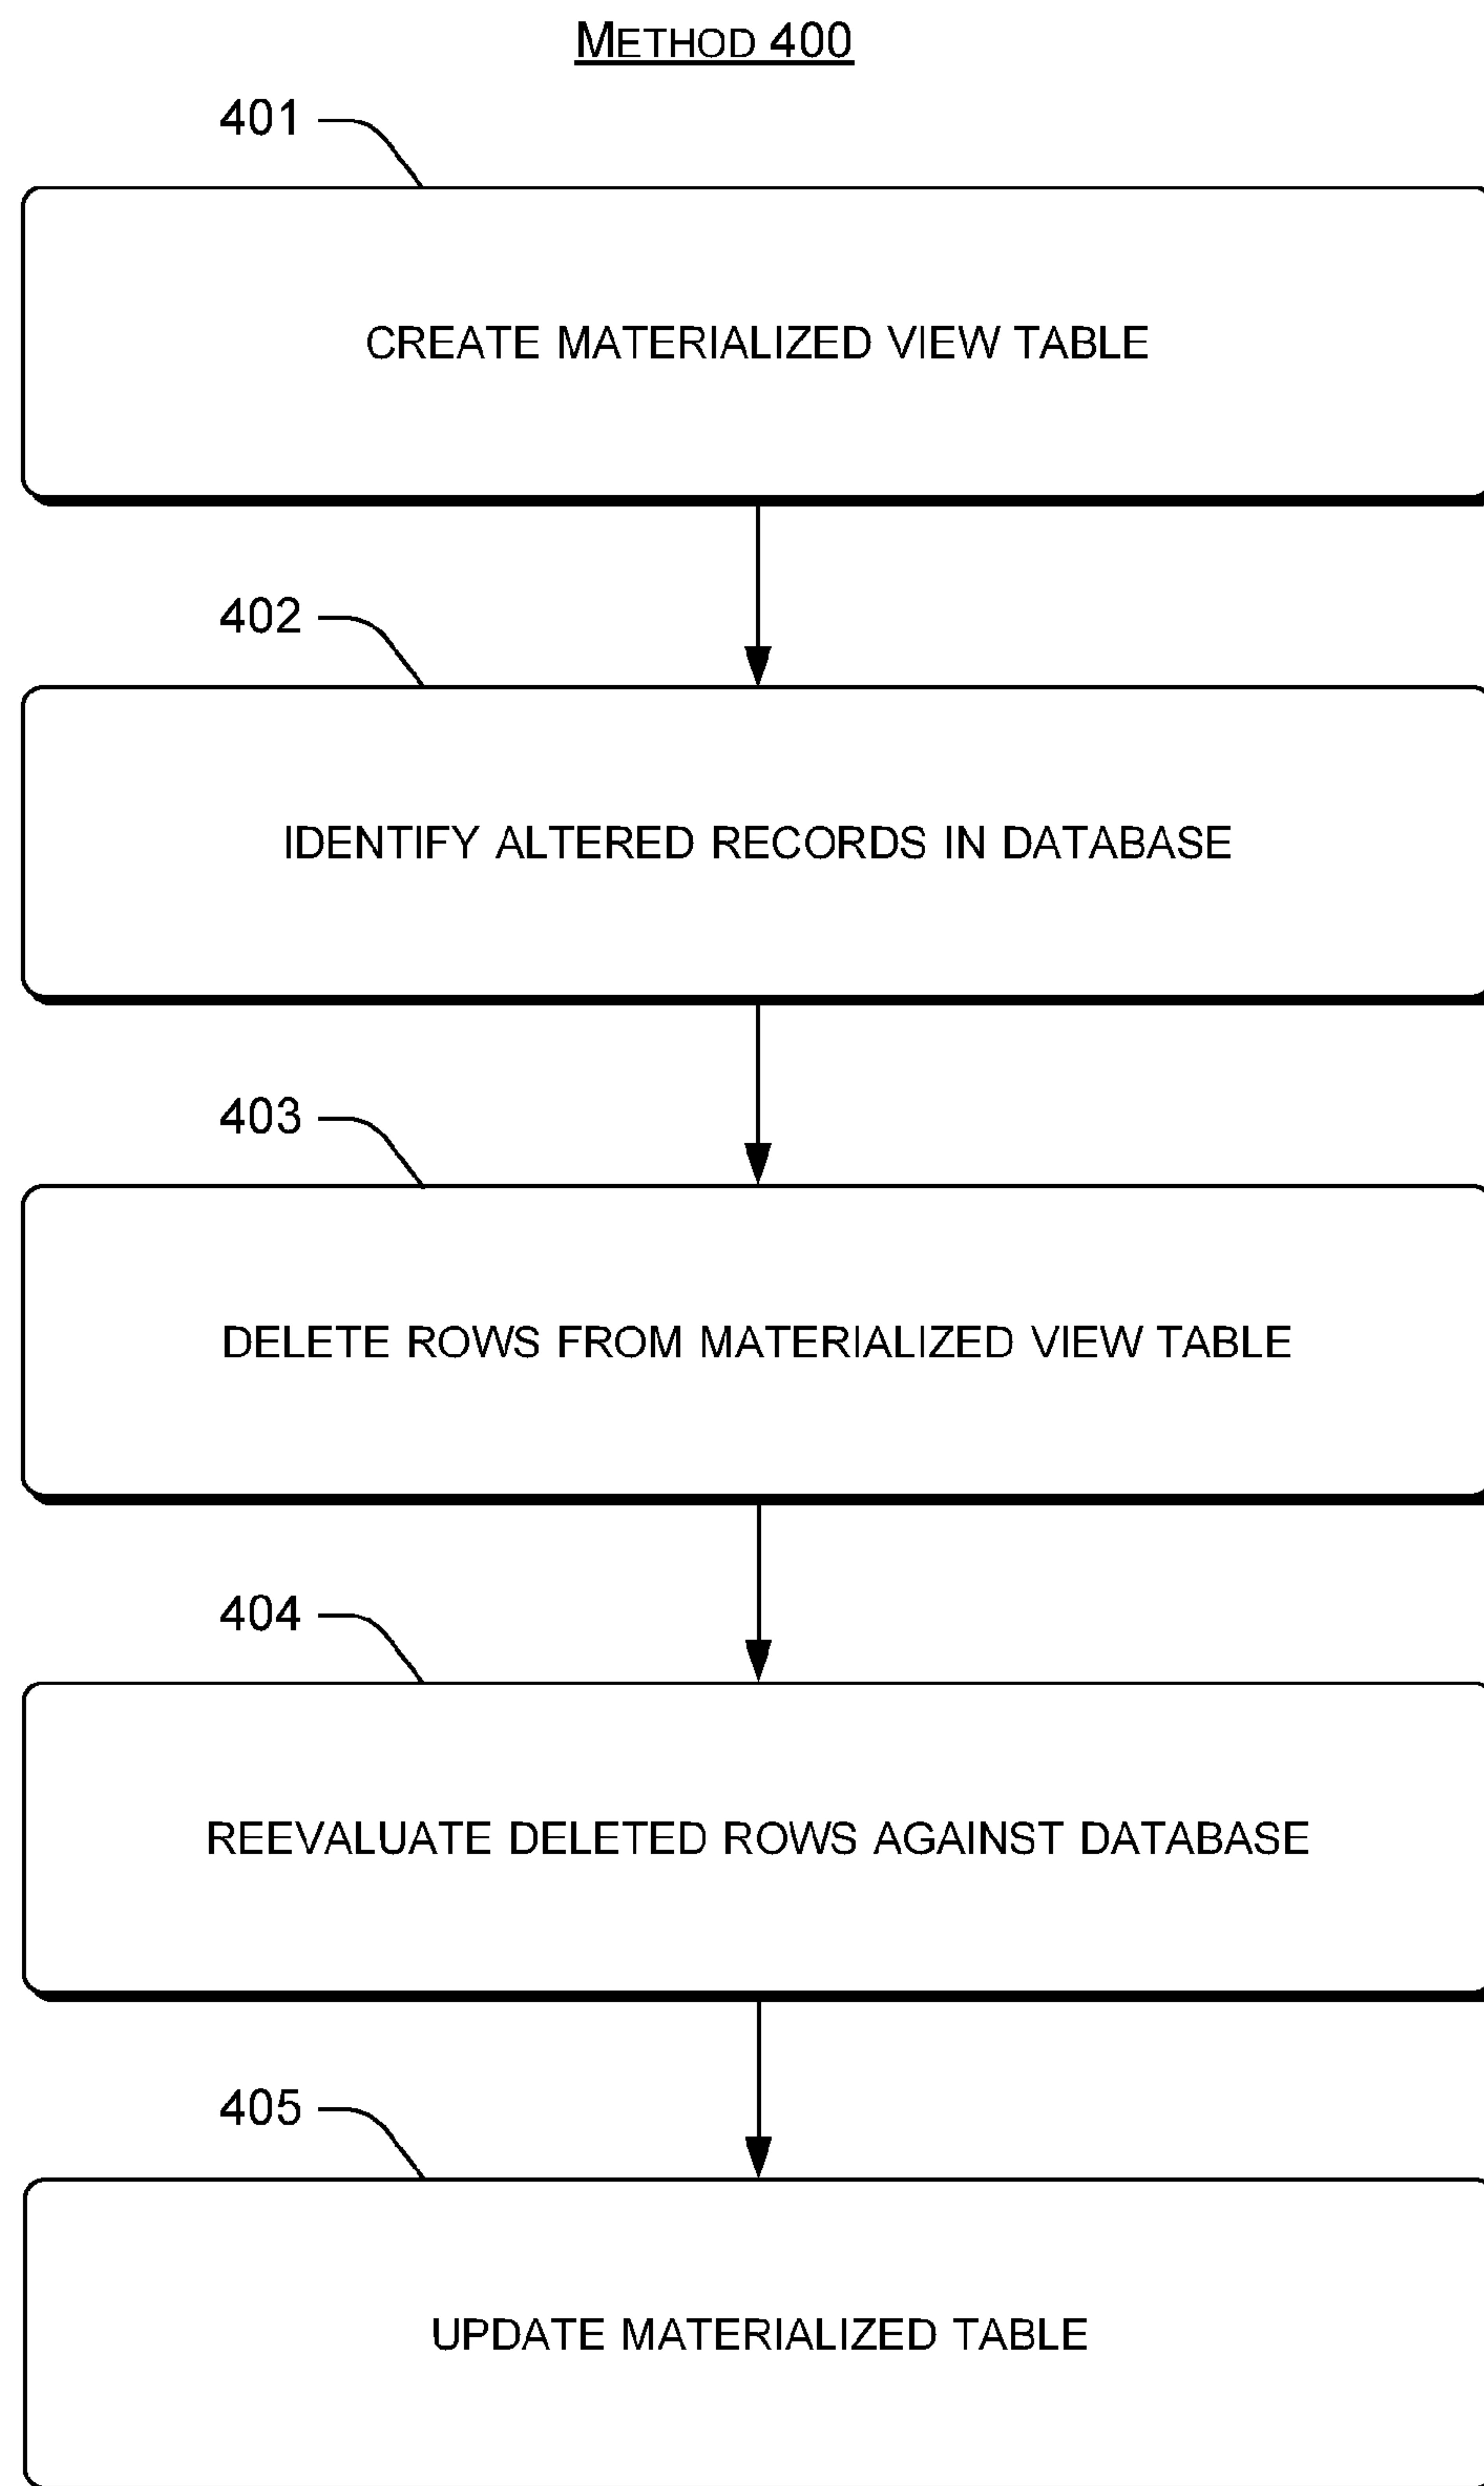 METHOD 400
401
CREATE MATERIALIZED VIEW TABLE
402
IDENTIFY ALTERED RECORDS IN DATABASE
403
DELETE ROWS FROM MATERIALIZED VIEW TABLE
404
REEVALUATE DELETED ROWS AGAINST DATABASE
405
UPDATE MATERIALIZED TABLE